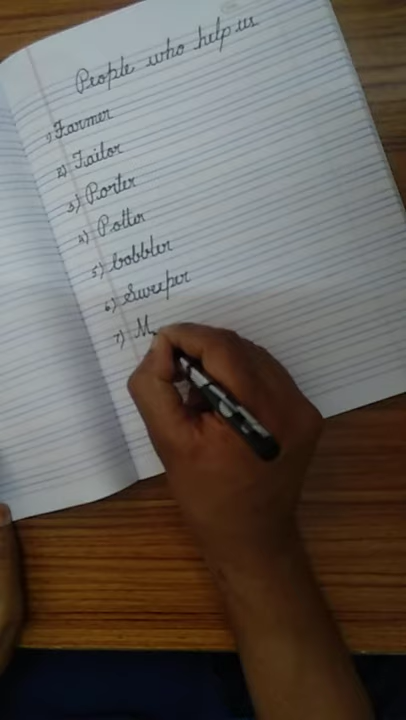 People who help us
1) Farmer
2) Tailor
3) Porter
4) Potter
5) Cobbler
6) Sweeper
7) M